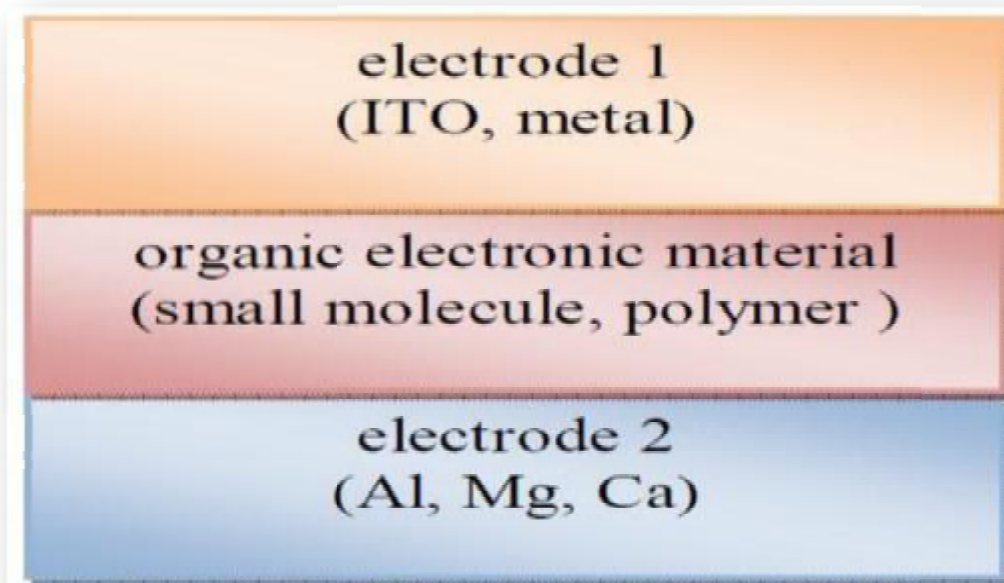 electrode 1
(ITO, metal)
organic electronic material
(small molecule, polymer )
electrode 2
(Al, Mg, Ca)